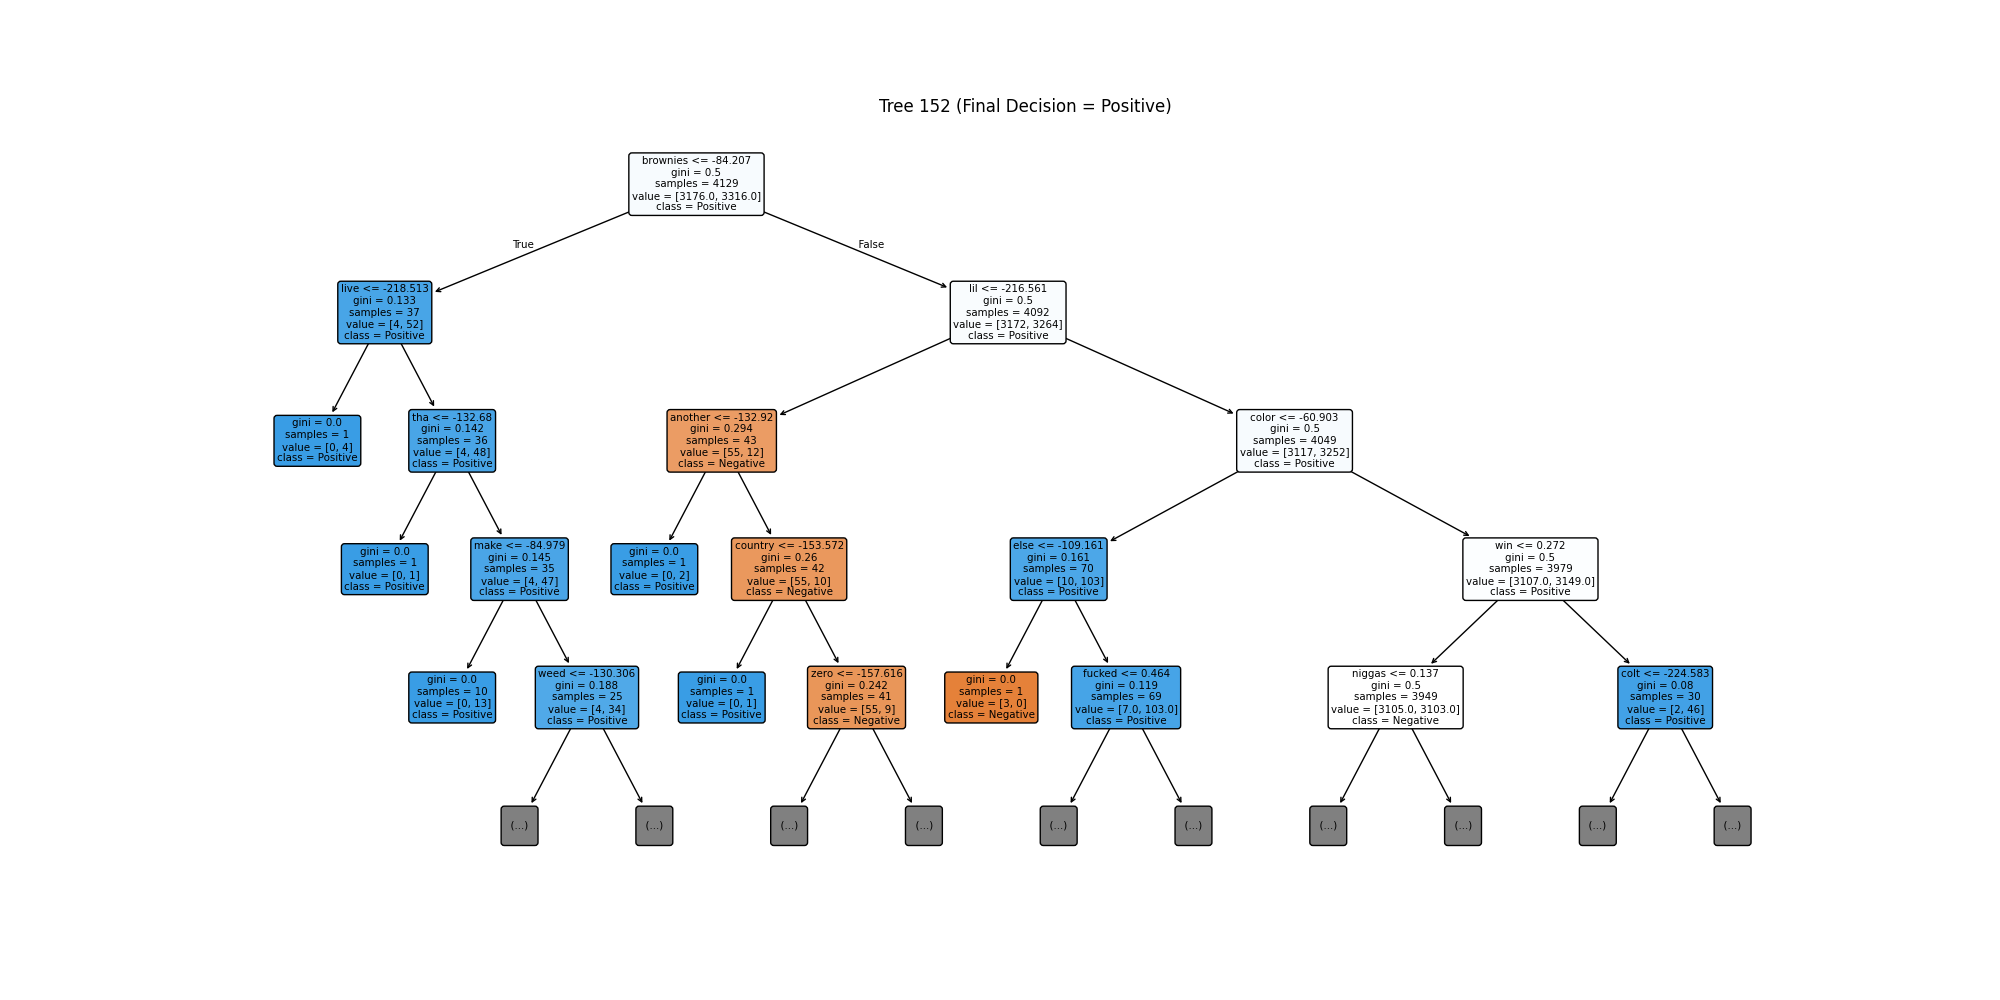 Tree 152 (Final Decision = Positive)
brownies <= -84.207
gini = 0.5
samples = 4129
value = [3176.0, 3316.0]
class = Positive
True
False
live <= -218.513
gini = 0.133
samples = 37
value = [4, 52]
class = Positive
lil <= -216.561
gini = 0.5
samples = 4092
value = [3172, 3264]
class = Positive
gini = 0.0
samples = 1
value = [0, 4]
class = Positive
tha <= -132.68
gini = 0.142
samples = 36
value = [4, 48]
class = Positive
another <= -132.92
gini = 0.294
samples = 43
value = [55, 12]
class = Negative
color <= -60.903
gini = 0.5
samples = 4049
value = [3117, 3252]
class = Positive
gini = 0.0
samples = 1
value = [0, 1]
class = Positive
make <= -84.979
gini = 0.145
samples = 35
value = [4, 47]
class = Positive
gini = 0.0
samples = 1
value = [0, 2]
class = Positive
country <= -153.572
gini = 0.26
samples = 42
value = [55, 10]
class = Negative
else <= -109.161
gini = 0.161
samples = 70
value = [10, 103]
class = Positive
win <= 0.272
gini = 0.5
samples = 3979
value = [3107.0, 3149.0]
class = Positive
gini = 0.0
samples = 10
value = [0, 13]
class = Positive
weed <= -130.306
gini = 0.188
samples = 25
value = [4, 34]
class = Positive
gini = 0.0
samples = 1
value = [0, 1]
class = Positive
zero <= -157.616
gini = 0.242
samples = 41
value = [55, 9]
class = Negative
gini = 0.0
samples = 1
value = [3, 0]
class = Negative
fucked <= 0.464
gini = 0.119
samples = 69
value = [7.0, 103.0]
class = Positive
niggas <= 0.137
gini = 0.5
samples = 3949
value = [3105.0, 3103.0]
class = Negative
colt <= -224.583
gini = 0.08
samples = 30
value = [2, 46]
class = Positive
(...)
(...)
(...)
(...)
(...)
(...)
(...)
(...)
(...)
(...)